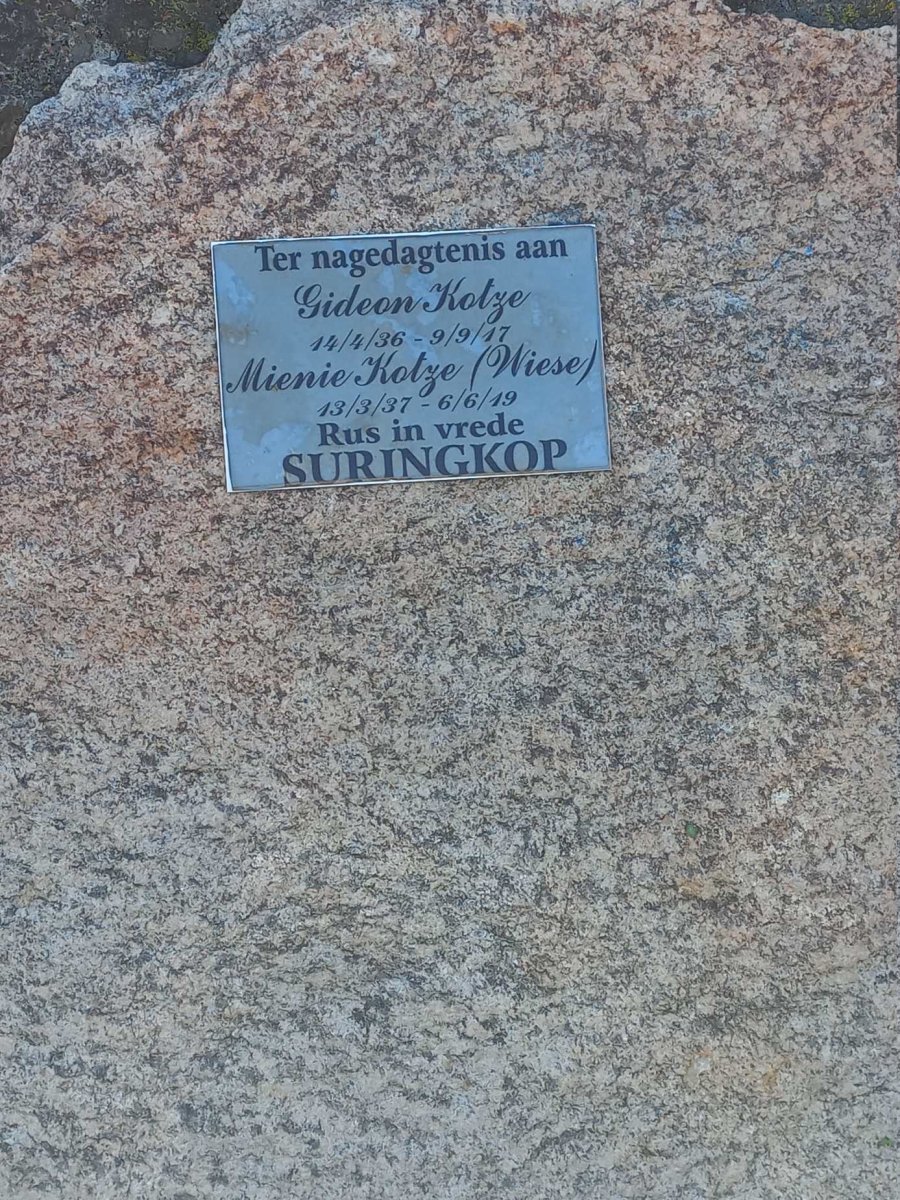 Ter nagedagtenis aan
Gideon Kotze
14/4/36 - 9/9/17
Mienie Kotze (Wiese)
13/3/37 - 6/6/19
Rus in vrede
SURINGKOP